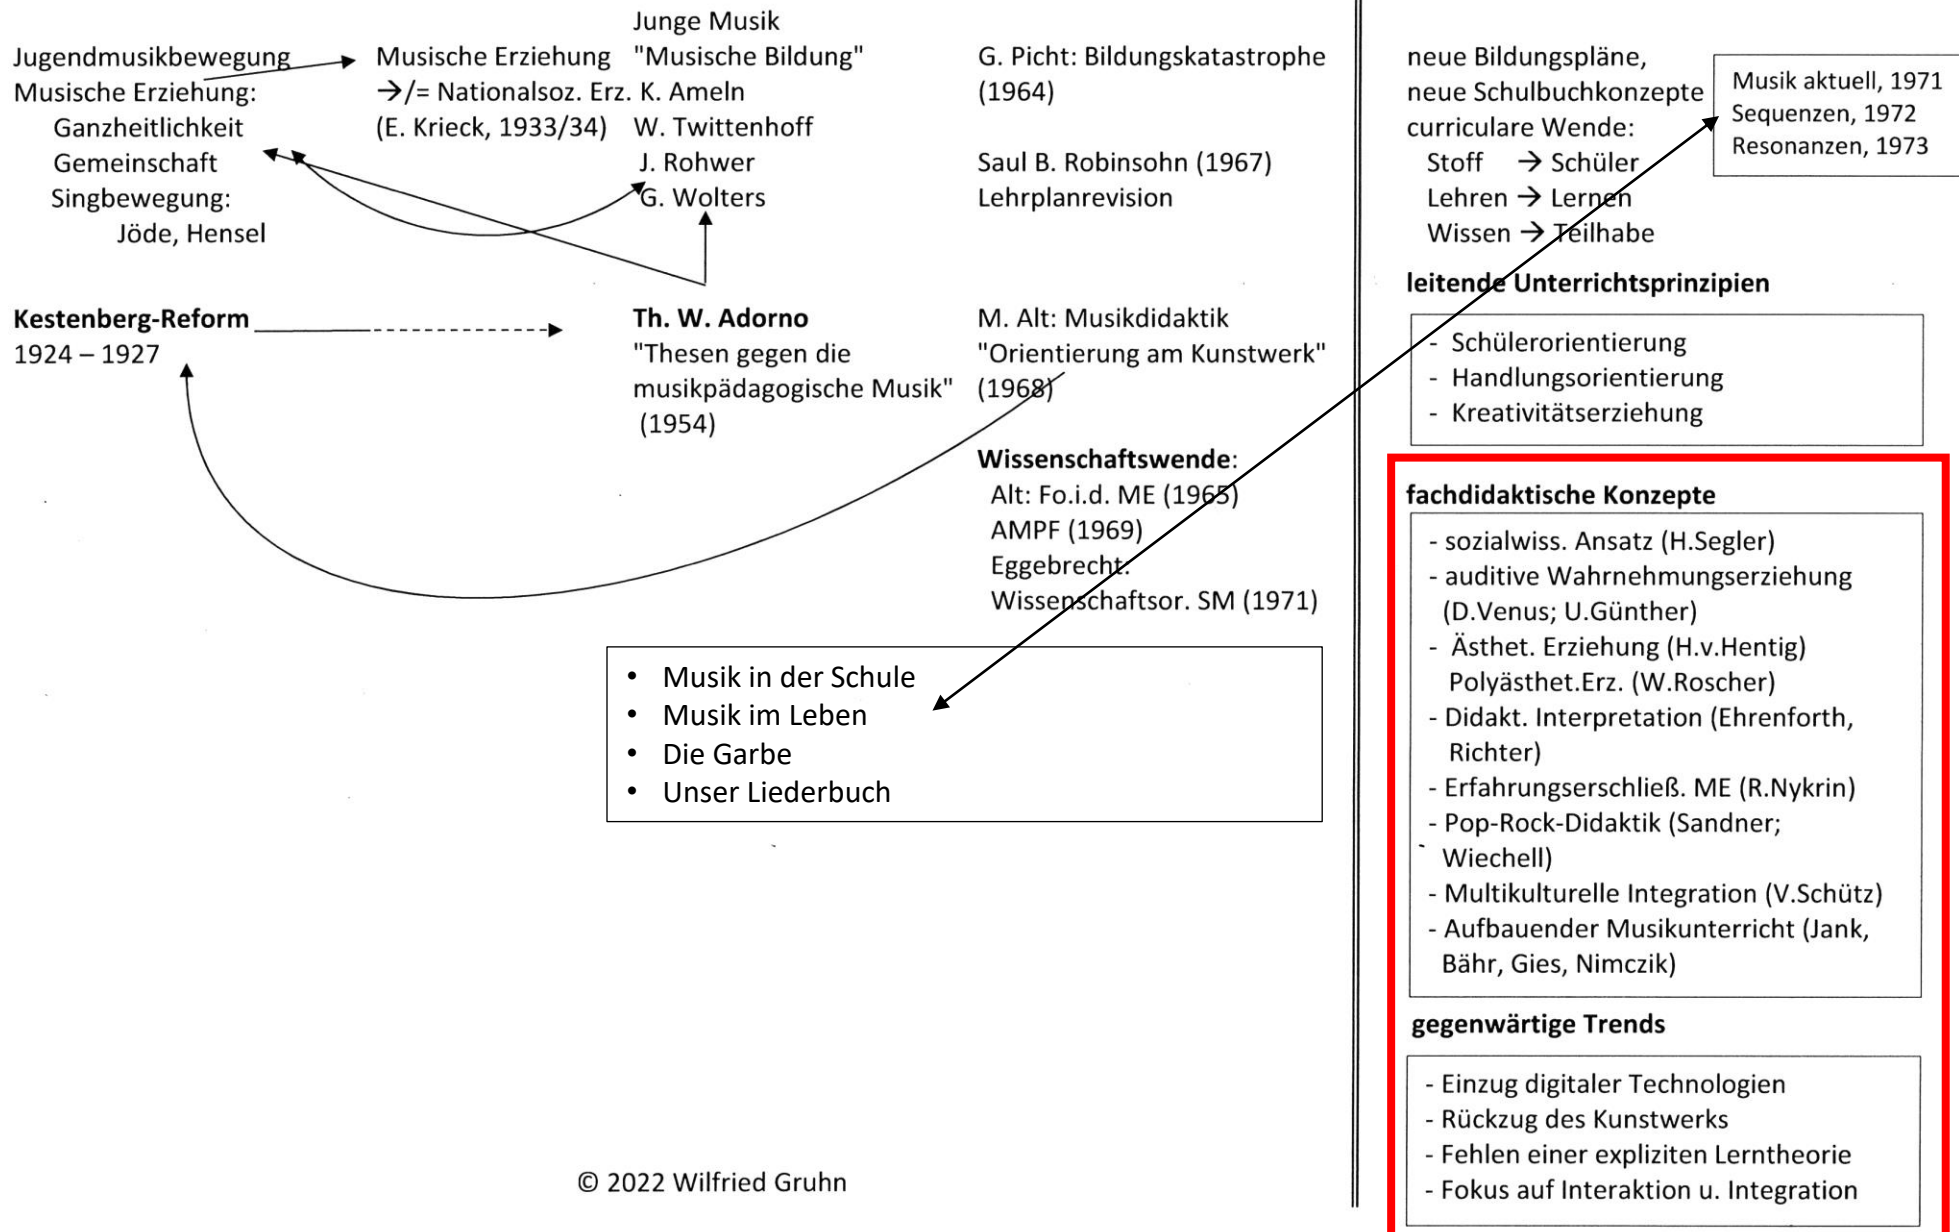 Jugendmusikbewegung
Musische Erziehung:
Ganzheitlichkeit
Gemeinschaft
Singbewegung:
Jöde, Hensel
Kestenberg-Reform
1924 – 1927
Musische Erziehung
→/= Nationalsoz. Erz.
(E. Krieck, 1933/34)
Junge Musik
"Musische Bildung"
K. Ameln
W. Twittenhoff
J. Rohwer
G. Wolters
Th. W. Adorno
"Thesen gegen die
musikpädagogische Musik"
(1954)
G. Picht: Bildungskatastrophe
(1964)
Saul B. Robinsohn (1967)
Lehrplanrevision
M. Alt: Musikdidaktik
"Orientierung am Kunstwerk"
(1968)
Wissenschaftswende:
Alt: Fo.i.d. ME (1965)
AMPF (1969)
Eggebrecht:
Wissenschaftsor. SM (1971)
• Musik in der Schule
• Musik im Leben
• Die Garbe
• Unser Liederbuch
© 2022 Wilfried Gruhn
neue Bildungspläne,
neue Schulbuchkonzepte
curriculare Wende:
Stoff → Schüler
Lehren → Lernen
Wissen → Teilhabe
Musik aktuell, 1971
Sequenzen, 1972
Resonanzen, 1973
leitende Unterrichtsprinzipien
- Schülerorientierung
- Handlungsorientierung
- Kreativitätserziehung
fachdidaktische Konzepte
- sozialwiss. Ansatz (H.Segler)
- auditive Wahrnehmungserziehung
(D.Venus; U.Günther)
- Ästhet. Erziehung (H.v.Hentig)
Polyästhet.Erz. (W.Roscher)
- Didakt. Interpretation (Ehrenforth,
Richter)
- Erfahrungserschließ. ME (R.Nykrin)
- Pop-Rock-Didaktik (Sandner;
Wiechell)
- Multikulturelle Integration (V.Schütz)
- Aufbauender Musikunterricht (Jank,
Bähr, Gies, Nimczik)
gegenwärtige Trends
- Einzug digitaler Technologien
- Rückzug des Kunstwerks
- Fehlen einer expliziten Lerntheorie
- Fokus auf Interaktion u. Integration